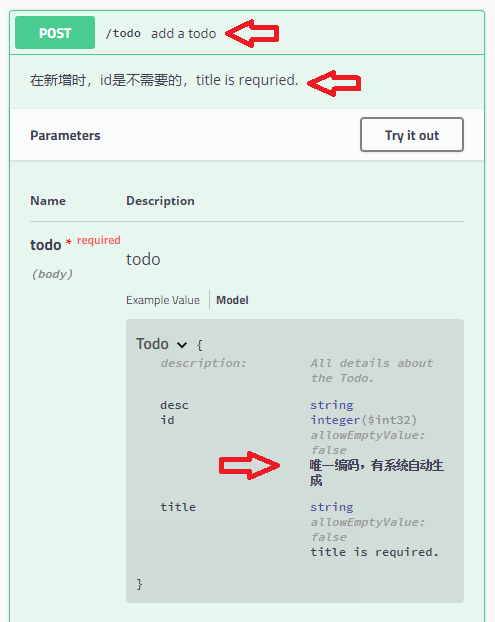 POST /todo add a todo
在新增时，id是不需要的，title is requried.
Parameters Try it out
Name Description
todo * required todo
(body)
Example Value Model
Todo {
description: All details about
the Todo.
desc string
id integer($int32)
allowEmptyValue:
false
唯一编码，有系统自动生
成
title string
allowEmptyValue:
false
title is required.
}